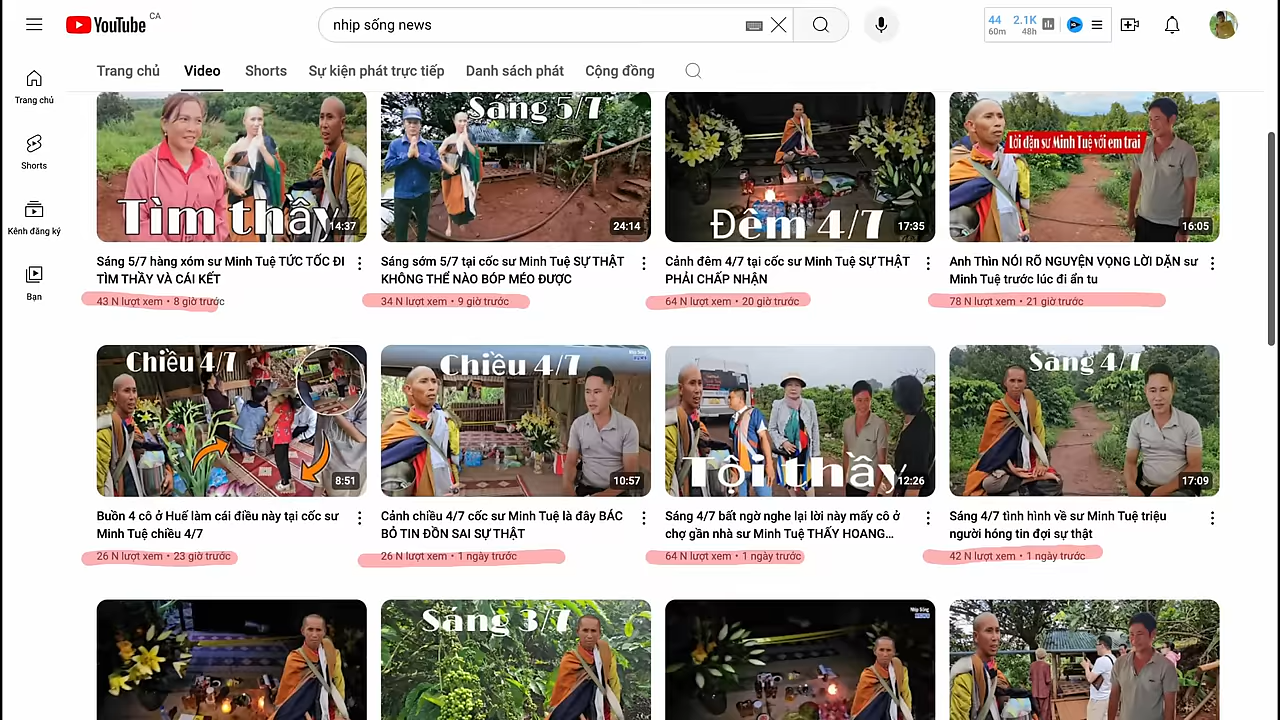 YouTube CA
nhịp sống news
44 2.1K
60m 48h
Trang chủ Video Shorts Sự kiện phát trực tiếp Danh sách phát Cộng đồng
Trang chủ
Shorts
Kênh đăng ký
Bạn
Tìm thầy
14:37
Sáng 5/7
24:14
Đêm 4/7
17:35
Lời dặn sư Minh Tuệ với em trai
16:05
Sáng 5/7 hàng xóm sư Minh Tuệ TỨC TỐC ĐI
TÌM THẦY VÀ CÁI KẾT
43 N lượt xem • 8 giờ trước
Sáng sớm 5/7 tại cốc sư Minh Tuệ SỰ THẬT
KHÔNG THỂ NÀO BÓP MÉO ĐƯỢC
34 N lượt xem • 9 giờ trước
Cảnh đêm 4/7 tại cốc sư Minh Tuệ SỰ THẬT
PHẢI CHẤP NHẬN
64 N lượt xem • 20 giờ trước
Anh Thìn NÓI RÕ NGUYỆN VỌNG LỜI DẶN sư
Minh Tuệ trước lúc đi ẩn tu
78 N lượt xem • 21 giờ trước
Chiều 4/7
8:51
Chiều 4/7
Nhịp Sống
NEWS
10:57
Tội thầy
12:26
Sáng 4/7
17:09
Buồn 4 cô ở Huế làm cái điều này tại cốc sư
Minh Tuệ chiều 4/7
26 N lượt xem • 23 giờ trước
Cảnh chiều 4/7 cốc sư Minh Tuệ là đây BÁC
BỎ TIN ĐỒN SAI SỰ THẬT
26 N lượt xem • 1 ngày trước
Sáng 4/7 bất ngờ nghe lại lời này mấy cô ở
chợ gần nhà sư Minh Tuệ THẤY HOANG...
64 N lượt xem • 1 ngày trước
Sáng 4/7 tình hình về sư Minh Tuệ triệu
người hóng tin đợi sự thật
42 N lượt xem • 1 ngày trước
Sáng 3/7
Nhịp Sống
NEWS